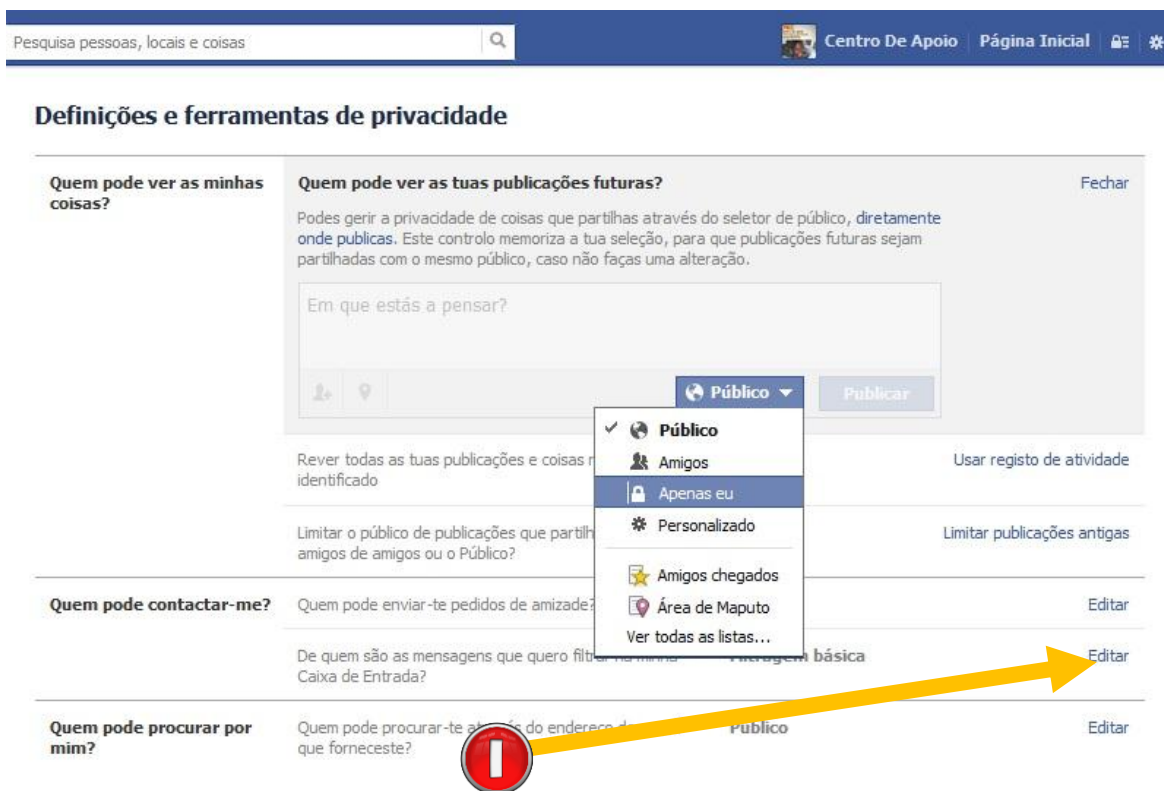 Pesquisa pessoas, locais e coisas
Centro De Apoio
Página Inicial
Definições e ferramentas de privacidade
Quem pode ver as minhas
coisas?
Quem pode ver as tuas publicações futuras?
Fechar
Podes gerir a privacidade de coisas que partilhas através do seletor de público, diretamente
onde publicas. Este controlo memoriza a tua seleção, para que publicações futuras sejam
partilhadas com o mesmo público, caso não faças uma alteração.
Em que estás a pensar?
Público
Publicar
Público
Amigos
Apenas eu
Personalizado
Amigos chegados
Área de Maputo
Ver todas as listas...
Rever todas as tuas publicações e coisas
identificado
Usar registo de atividade
Limitar o público de publicações que
amigos de amigos ou o Público?
Limitar publicações antigas
Quem pode contactar-me?
Quem pode enviar-te pedidos de amizade?
Editar
De quem são as mensagens que quero
Caixa de Entrada?
básica
Editar
Quem pode procurar por
mim?
Quem pode procurar-te através do endereço
que forneceste?
Público
Editar
I